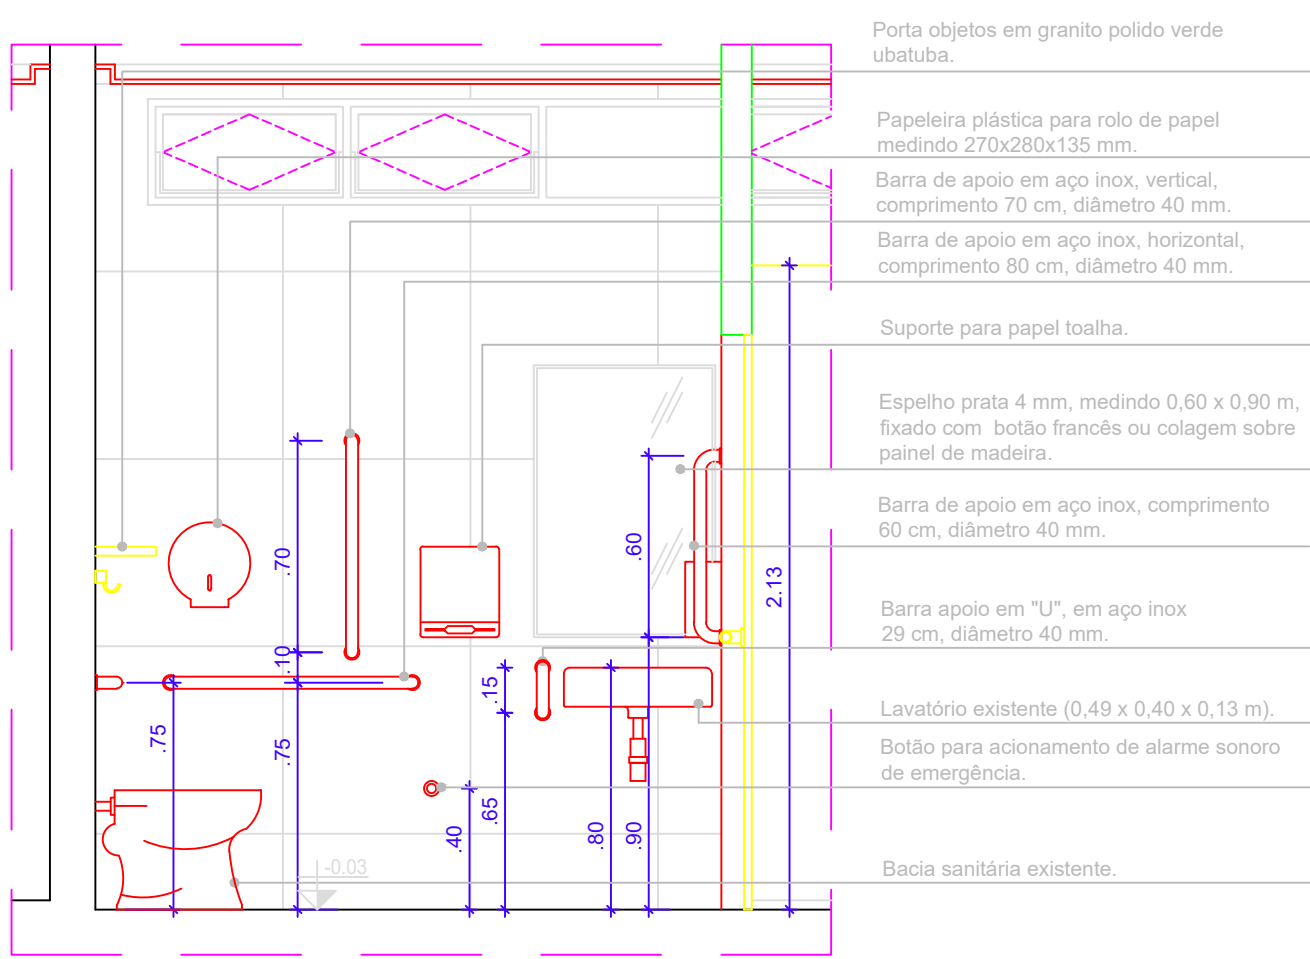 Porta objetos em granito polido verde
ubatuba.
Papeleira plástica para rolo de papel
medindo 270x280x135 mm.
Barra de apoio em aço inox, vertical,
comprimento 70 cm, diâmetro 40 mm.
Barra de apoio em aço inox, horizontal,
comprimento 80 cm, diâmetro 40 mm.
Suporte para papel toalha.
Espelho prata 4 mm, medindo 0,60 x 0,90 m,
fixado com botão francês ou colagem sobre
painel de madeira.
Barra de apoio em aço inox, comprimento
60 cm, diâmetro 40 mm.
Barra apoio em "U", em aço inox
29 cm, diâmetro 40 mm.
Lavatório existente (0,49 x 0,40 x 0,13 m).
Botão para acionamento de alarme sonoro
de emergência.
Bacia sanitária existente.
.70
.60
2.13
.10
.15
.75
.75
.65
.40
.80
.90
-0.03